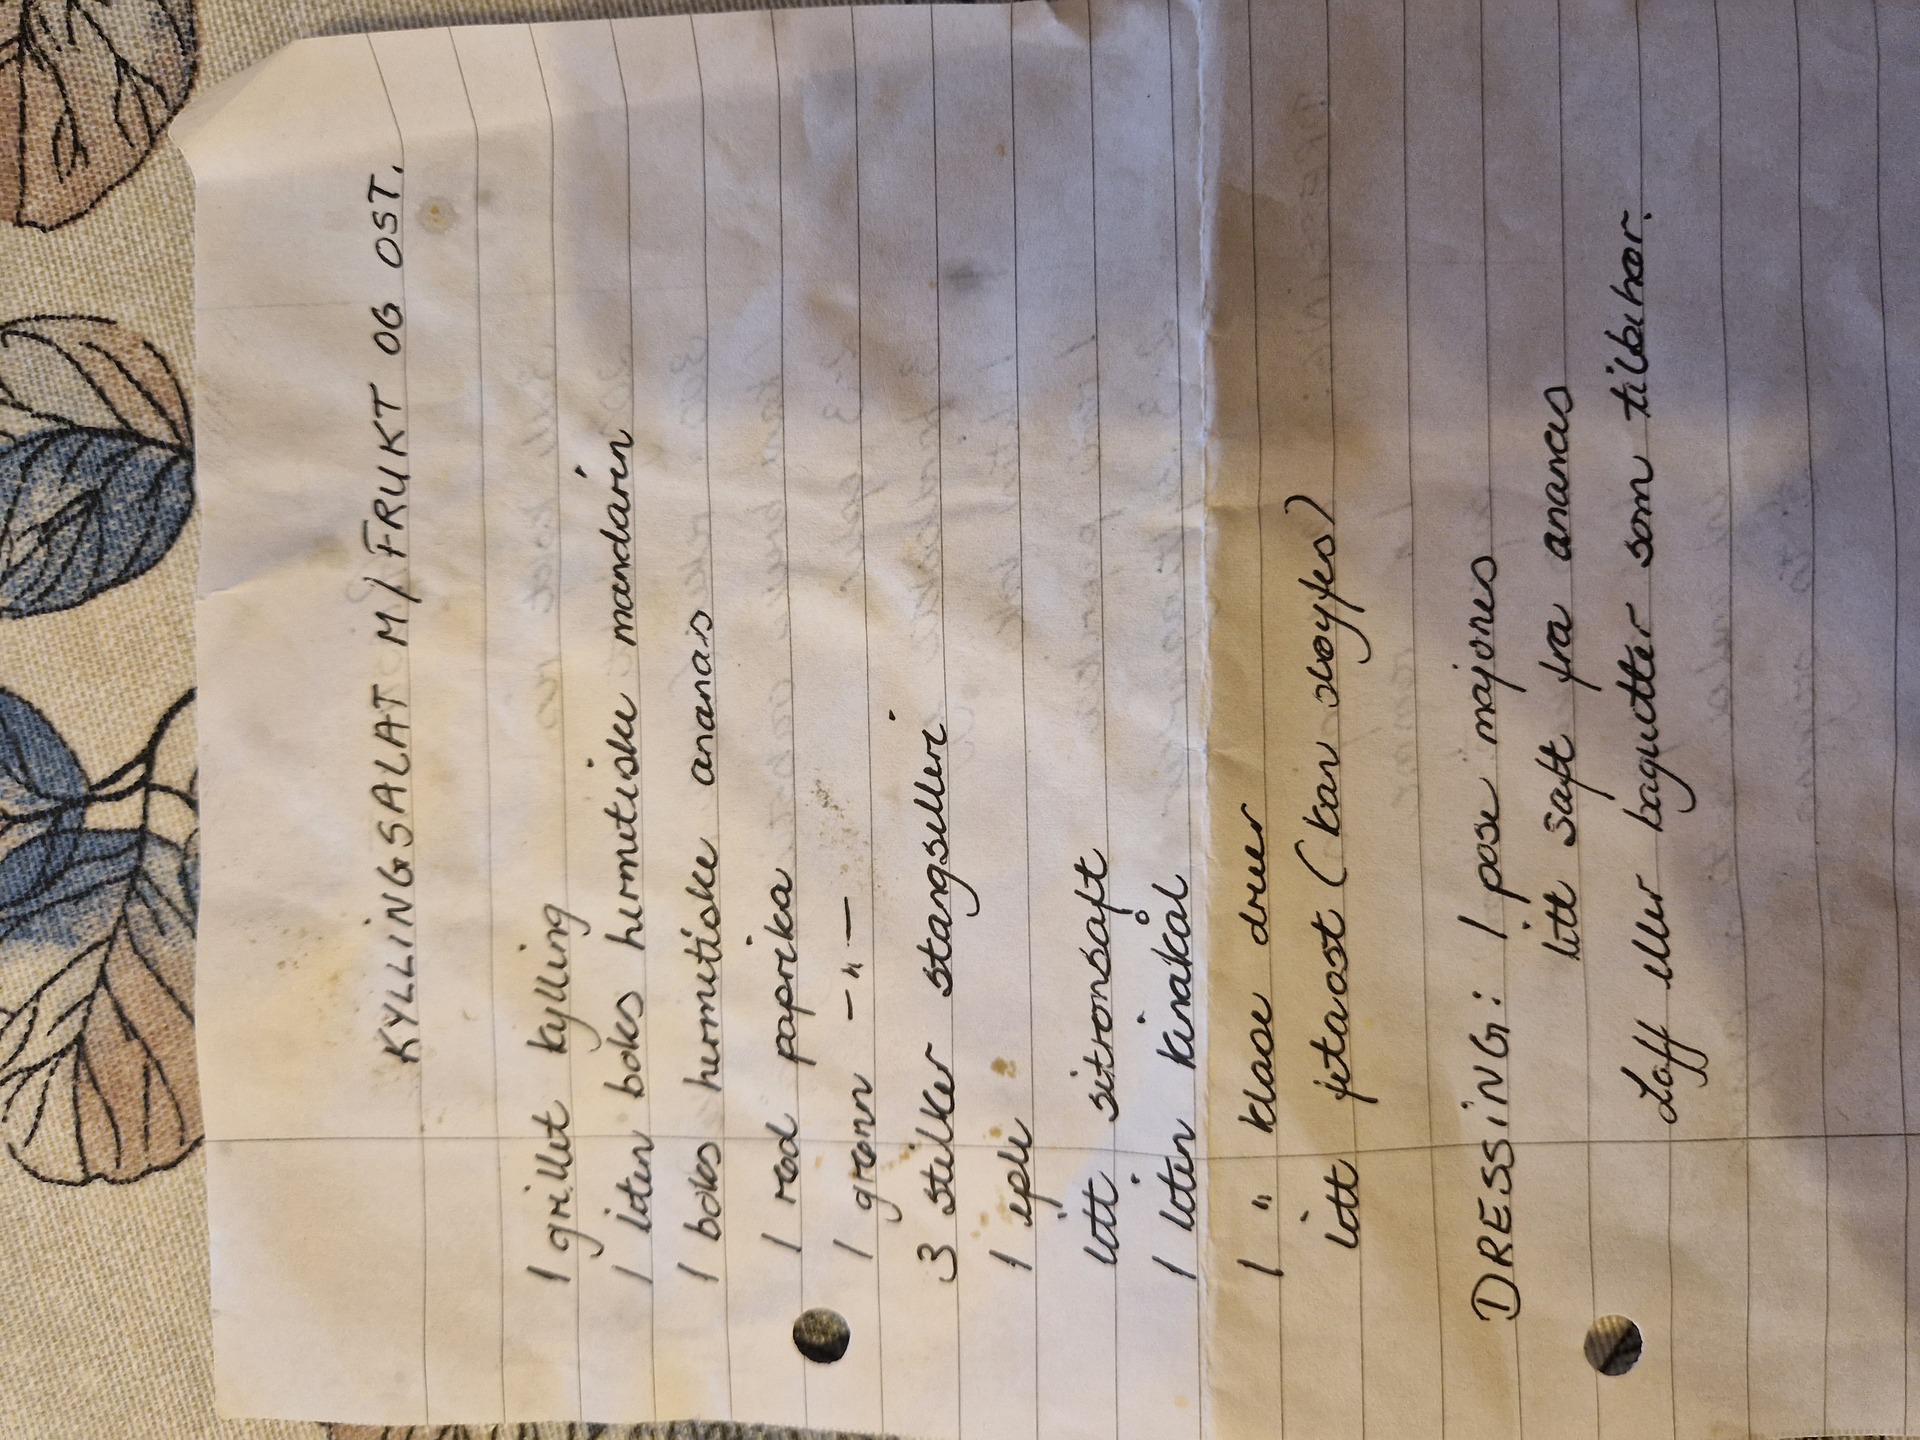 KYLLINGSALAT M/ FRUKT OG OST.
1 grillet kylling
1 liten boks hermetiske mandarin
1 boks hermetiske ananas
1 rød paprika
1 grønn —"—
3 stilker stangselleri
1 eple
litt sitronsaft
1 liten kinakål
1 " klase druer
litt fetaost (kan sløyfes)
DRESSING: 1 pose majones
litt saft fra ananas
Loff eller baguetter som tilbehør.